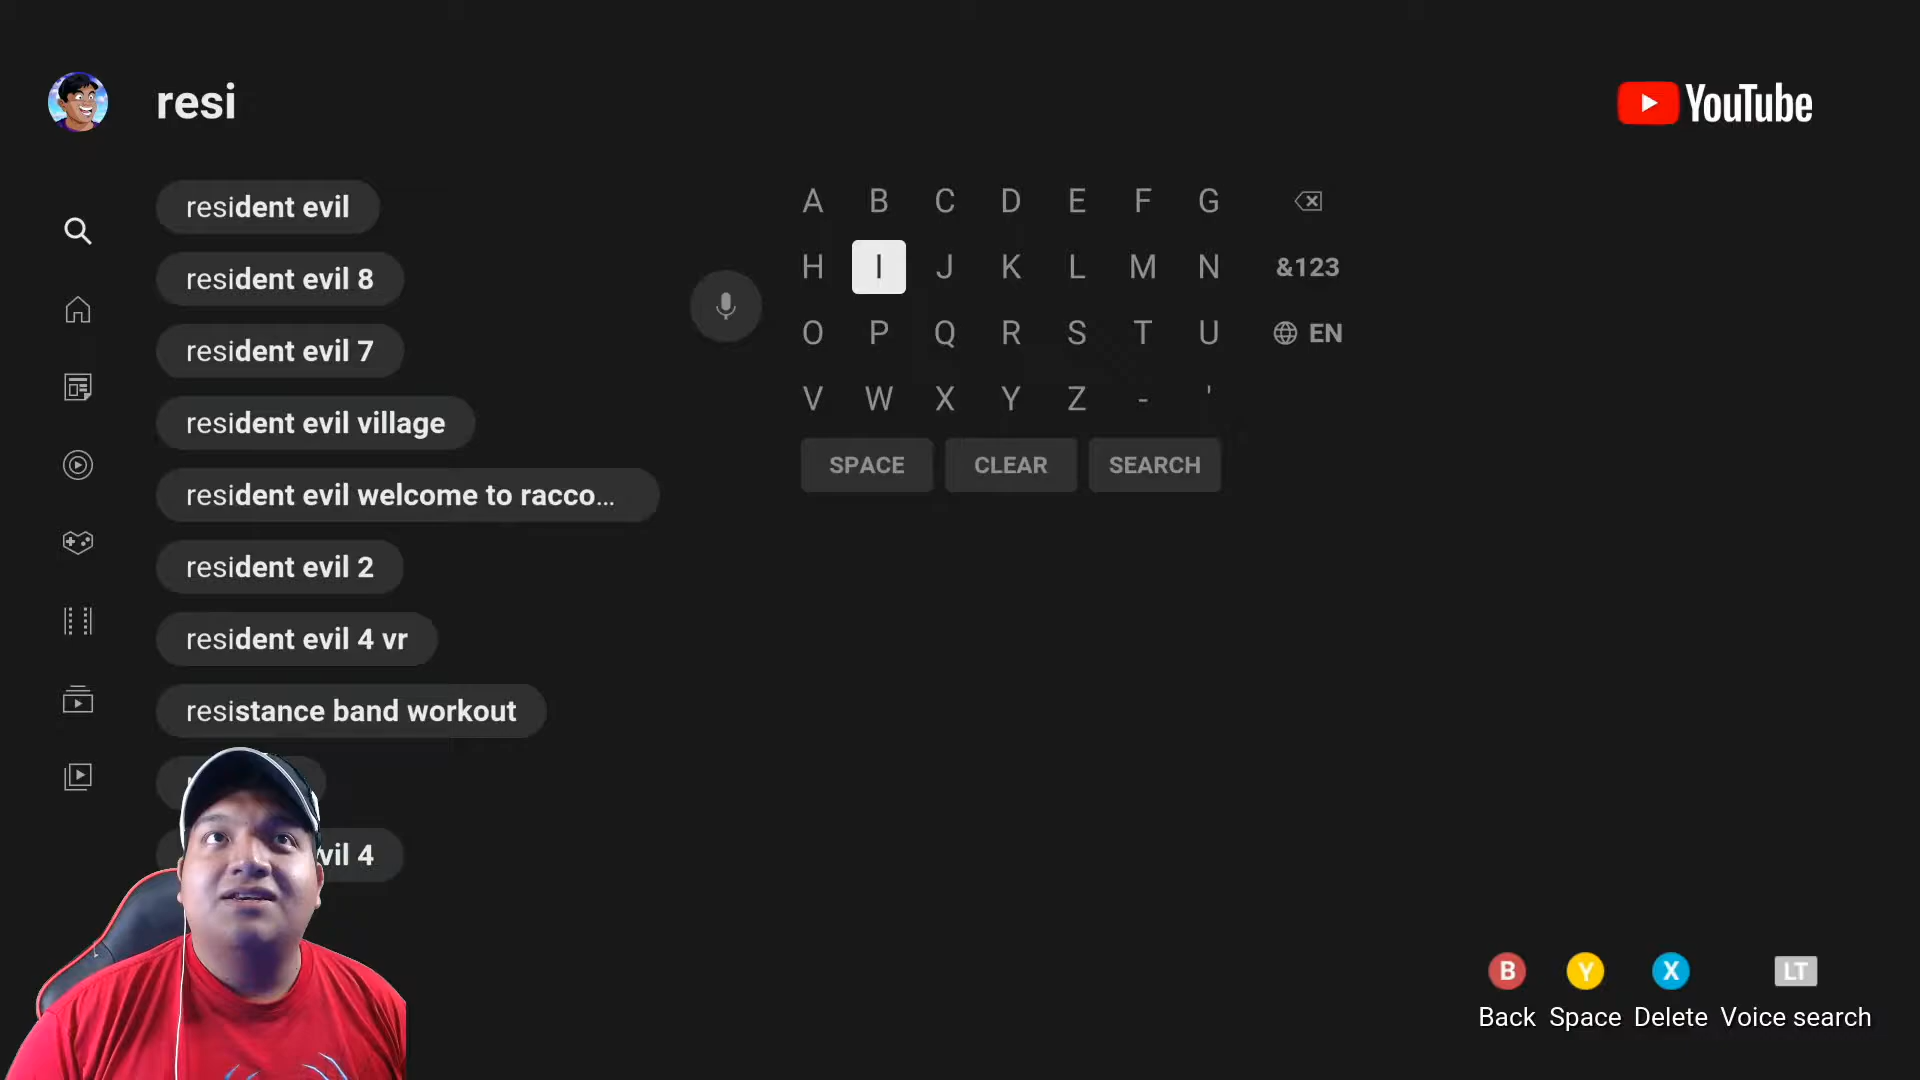 resi
YouTube
resident evil
resident evil 8
resident evil 7
resident evil village
resident evil welcome to racco...
resident evil 2
resident evil 4 vr
resistance band workout
vil 4
A B C D E F G
H I J K L M N &123
O P Q R S T U EN
V W X Y Z - '
SPACE CLEAR SEARCH
B Y X LT
Back Space Delete Voice search